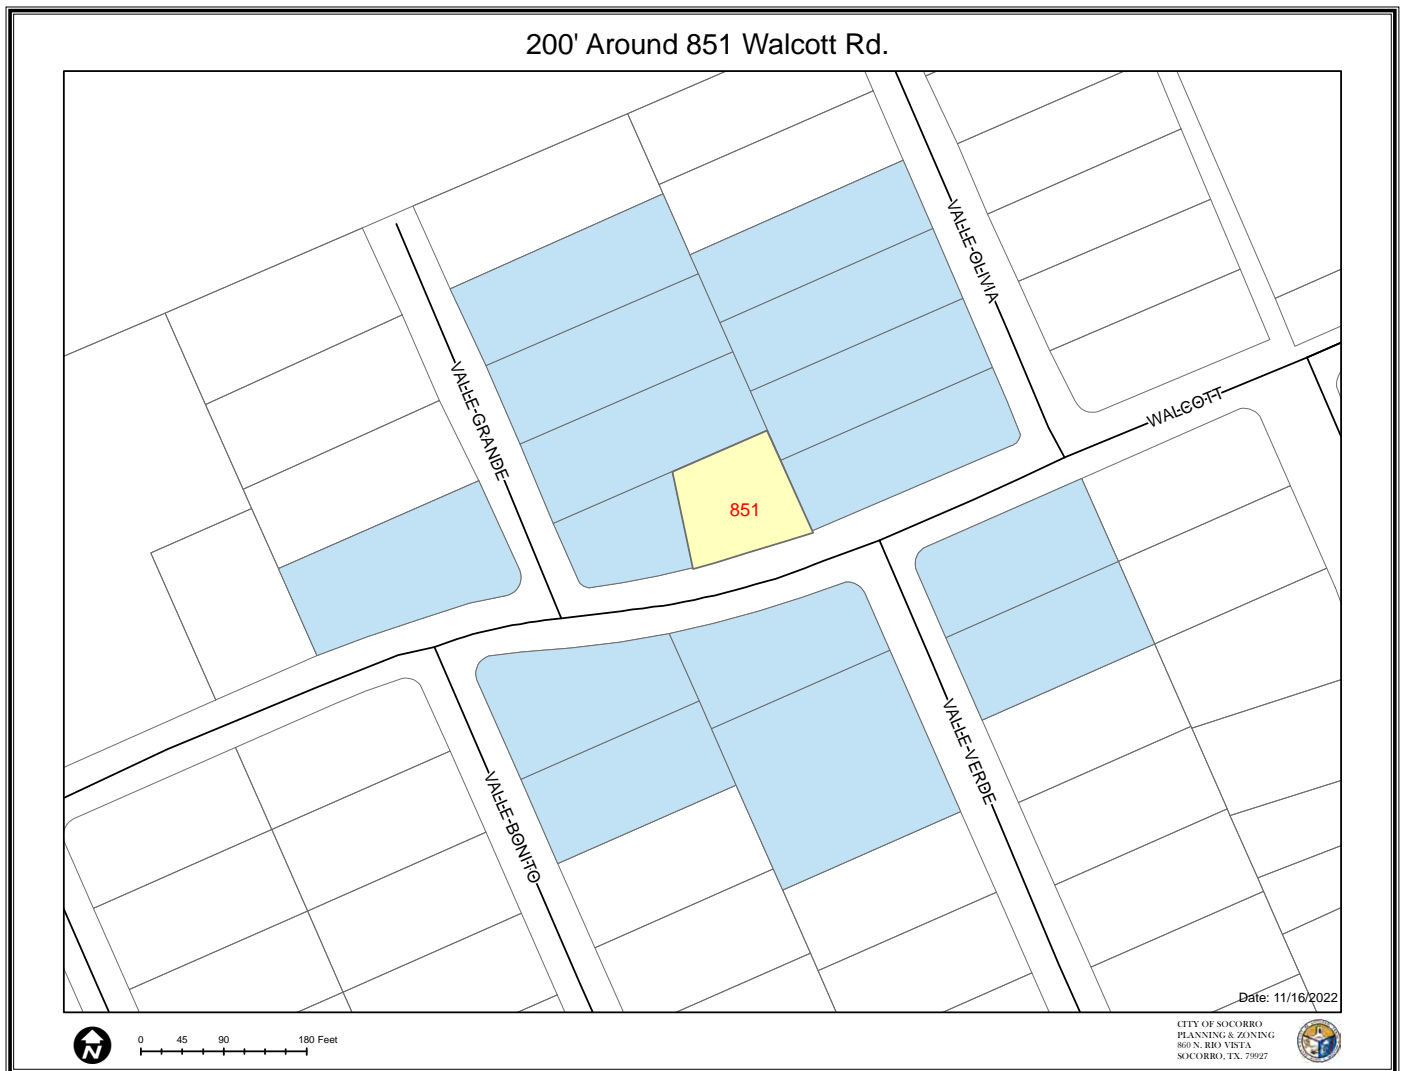 200' Around 851 Walcott Rd.
VALLE OLIVIA
VALLE GRANDE
WALCOTT
851
VALLE VERDE
VALLE BONITO
Date: 11/16/2022
N
0 45 90 180 Feet
CITY OF SOCORRO
PLANNING & ZONING
860 N. RIO VISTA
SOCORRO, TX. 79927